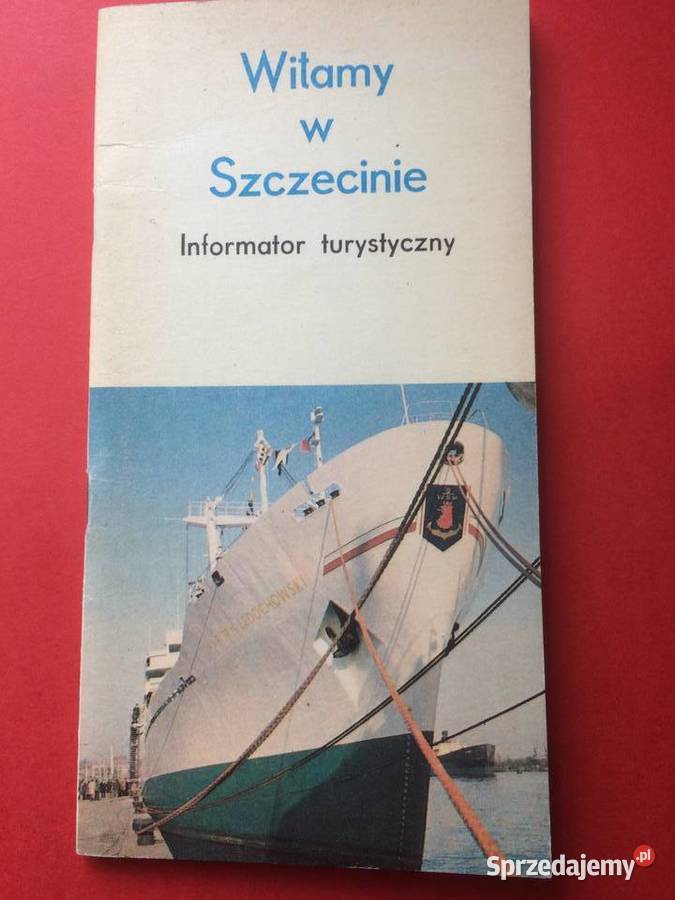 Witamy
w
Szczecinie
Informator turystyczny
Sprzedajemy.pl